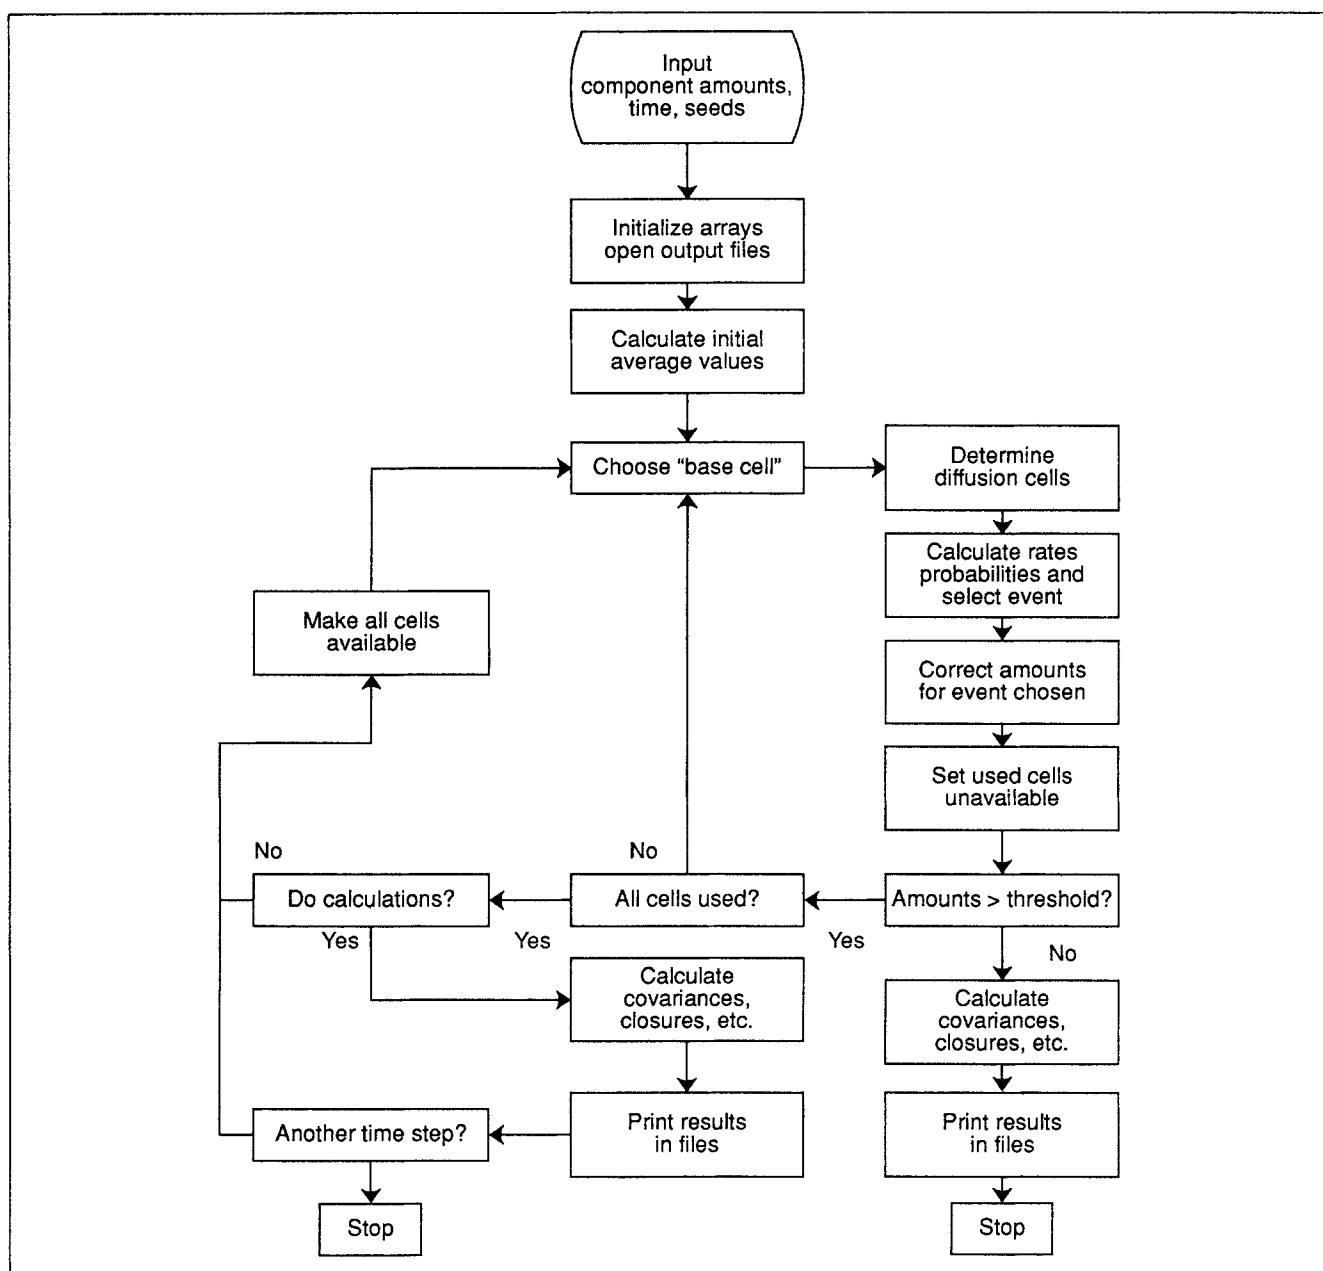 Input
component amounts,
time, seeds
Initialize arrays
open output files
Calculate initial
average values
Choose “base cell”
Determine
diffusion cells
Calculate rates
probabilities and
select event
Make all cells
available
Correct amounts
for event chosen
Set used cells
unavailable
No
No
Do calculations?
All cells used?
Amounts > threshold?
Yes
Yes
Yes
No
Calculate
covariances,
closures, etc.
Calculate
covariances,
closures, etc.
Another time step?
Print results
in files
Print results
in files
Stop
Stop